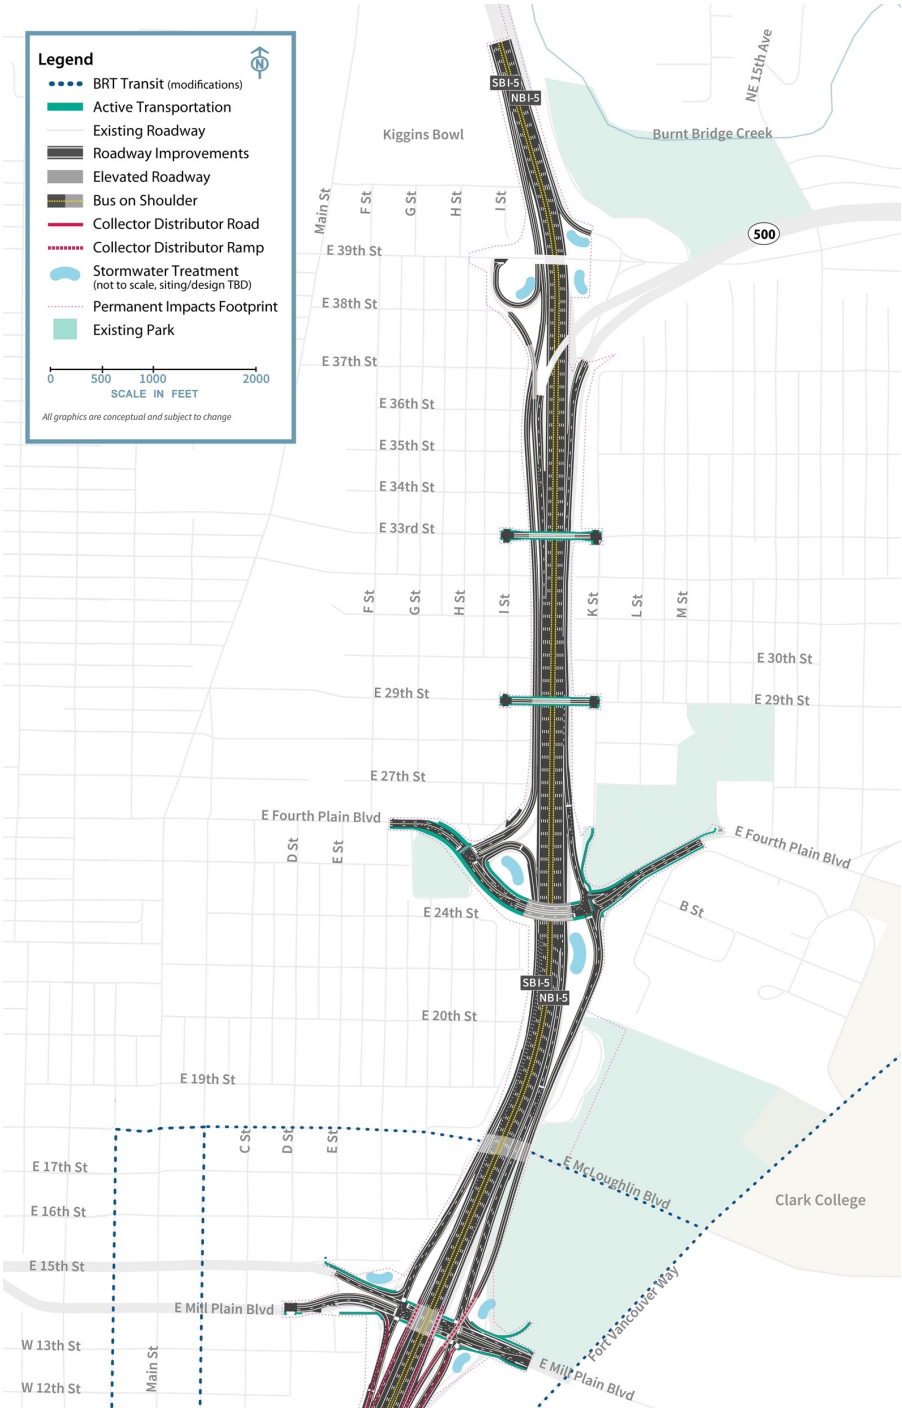 Legend
N
BRT Transit (modifications)
Active Transportation
Existing Roadway
Roadway Improvements
Elevated Roadway
Bus on Shoulder
Collector Distributor Road
Collector Distributor Ramp
Stormwater Treatment
(not to scale, siting/design TBD)
Permanent Impacts Footprint
Existing Park
0 500 1000 2000
SCALE IN FEET
All graphics are conceptual and subject to change
SBI-5
NBI-5
NE 15th Ave
Kiggins Bowl
Burnt Bridge Creek
Main St
F St
G St
H St
I St
500
E 39th St
E 38th St
E 37th St
E 36th St
E 35th St
E 34th St
E 33rd St
F St
G St
H St
I St
K St
L St
M St
E 30th St
E 29th St
E 29th St
E 27th St
E Fourth Plain Blvd
E Fourth Plain Blvd
D St
E St
E 24th St
B St
SBI-5
NBI-5
E 20th St
E 19th St
C St
D St
E St
E 17th St
E McLoughlin Blvd
Clark College
E 16th St
E 15th St
E Mill Plain Blvd
Fort Vancouver Way
W 13th St
Main St
E Mill Plain Blvd
W 12th St